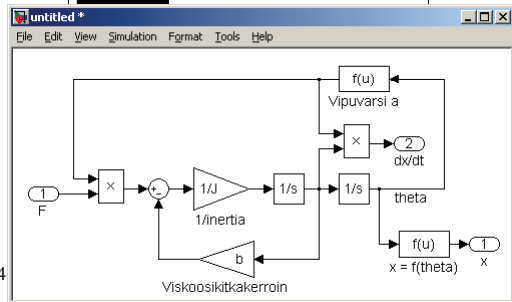 untitled *
File Edit View Simulation Format Tools Help
f(u)
Vipuvarsi a
×
2
dx/dt
1
F
×
+
-
1/J
1/inertia
1/s
1/s
theta
f(u)
x = f(theta)
1
x
b
Viskoosikitkakerroin
4